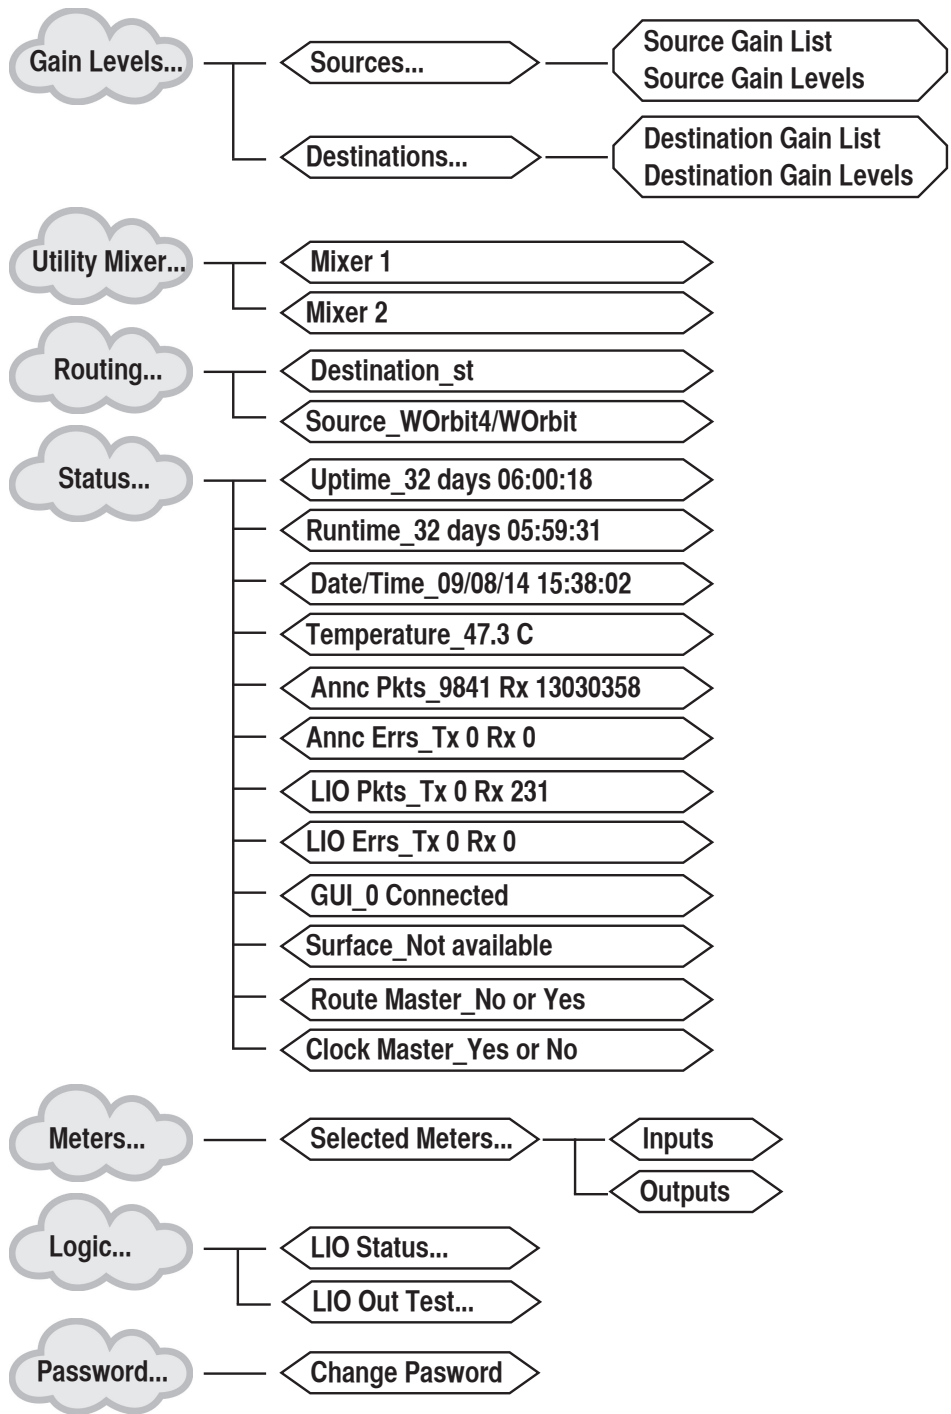 Gain Levels...
Sources...
Source Gain List
Source Gain Levels
Destinations...
Destination Gain List
Destination Gain Levels
Utility Mixer...
Mixer 1
Mixer 2
Routing...
Destination_st
Source_WOrbit4/WOrbit
Status...
Uptime_32 days 06:00:18
Runtime_32 days 05:59:31
Date/Time_09/08/14 15:38:02
Temperature_47.3 C
Annc Pkts_9841 Rx 13030358
Annc Errs_Tx 0 Rx 0
LIO Pkts_Tx 0 Rx 231
LIO Errs_Tx 0 Rx 0
GUI_0 Connected
Surface_Not available
Route Master_No or Yes
Clock Master_Yes or No
Meters...
Selected Meters...
Inputs
Outputs
Logic...
LIO Status...
LIO Out Test...
Password...
Change Pasword